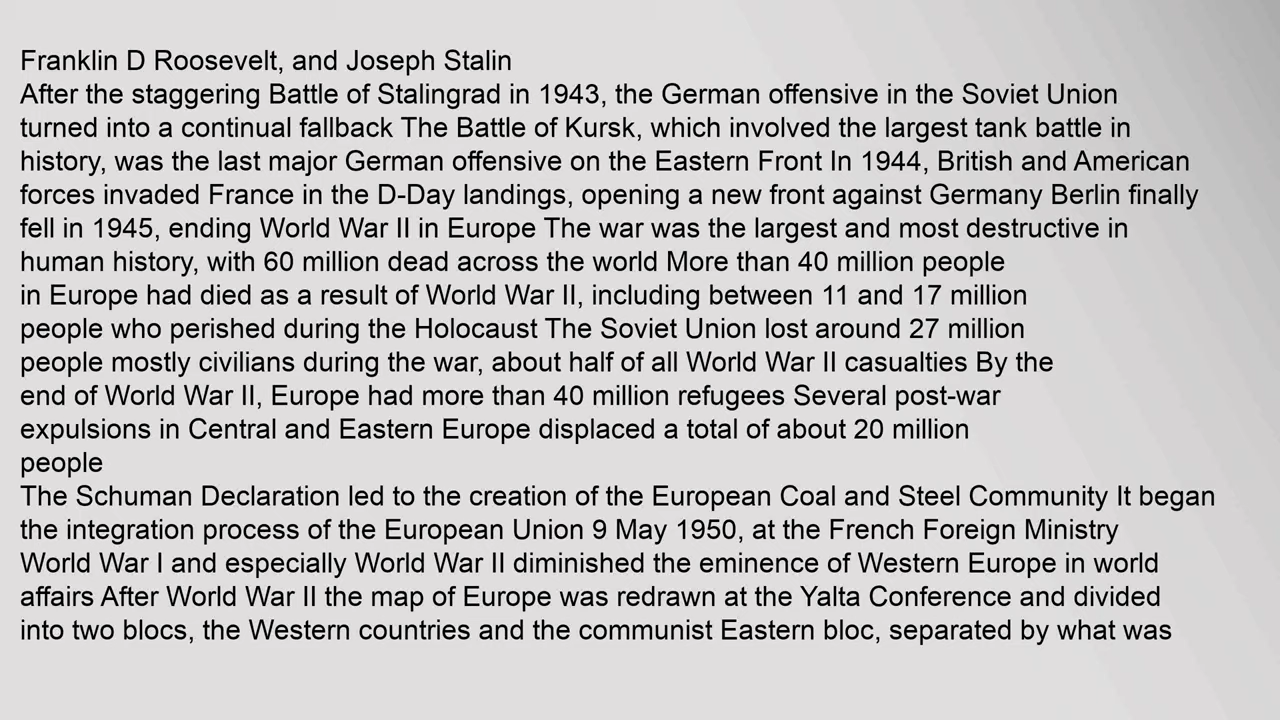 Franklin D Roosevelt, and Joseph Stalin
After the staggering Battle of Stalingrad in 1943, the German offensive in the Soviet Union
turned into a continual fallback The Battle of Kursk, which involved the largest tank battle in
history, was the last major German offensive on the Eastern Front In 1944, British and American
forces invaded France in the D-Day landings, opening a new front against Germany Berlin finally
fell in 1945, ending World War II in Europe The war was the largest and most destructive in
human history, with 60 million dead across the world More than 40 million people
in Europe had died as a result of World War II, including between 11 and 17 million
people who perished during the Holocaust The Soviet Union lost around 27 million
people mostly civilians during the war, about half of all World War II casualties By the
end of World War II, Europe had more than 40 million refugees Several post-war
expulsions in Central and Eastern Europe displaced a total of about 20 million
people
The Schuman Declaration led to the creation of the European Coal and Steel Community It began
the integration process of the European Union 9 May 1950, at the French Foreign Ministry
World War I and especially World War II diminished the eminence of Western Europe in world
affairs After World War II the map of Europe was redrawn at the Yalta Conference and divided
into two blocs, the Western countries and the communist Eastern bloc, separated by what was